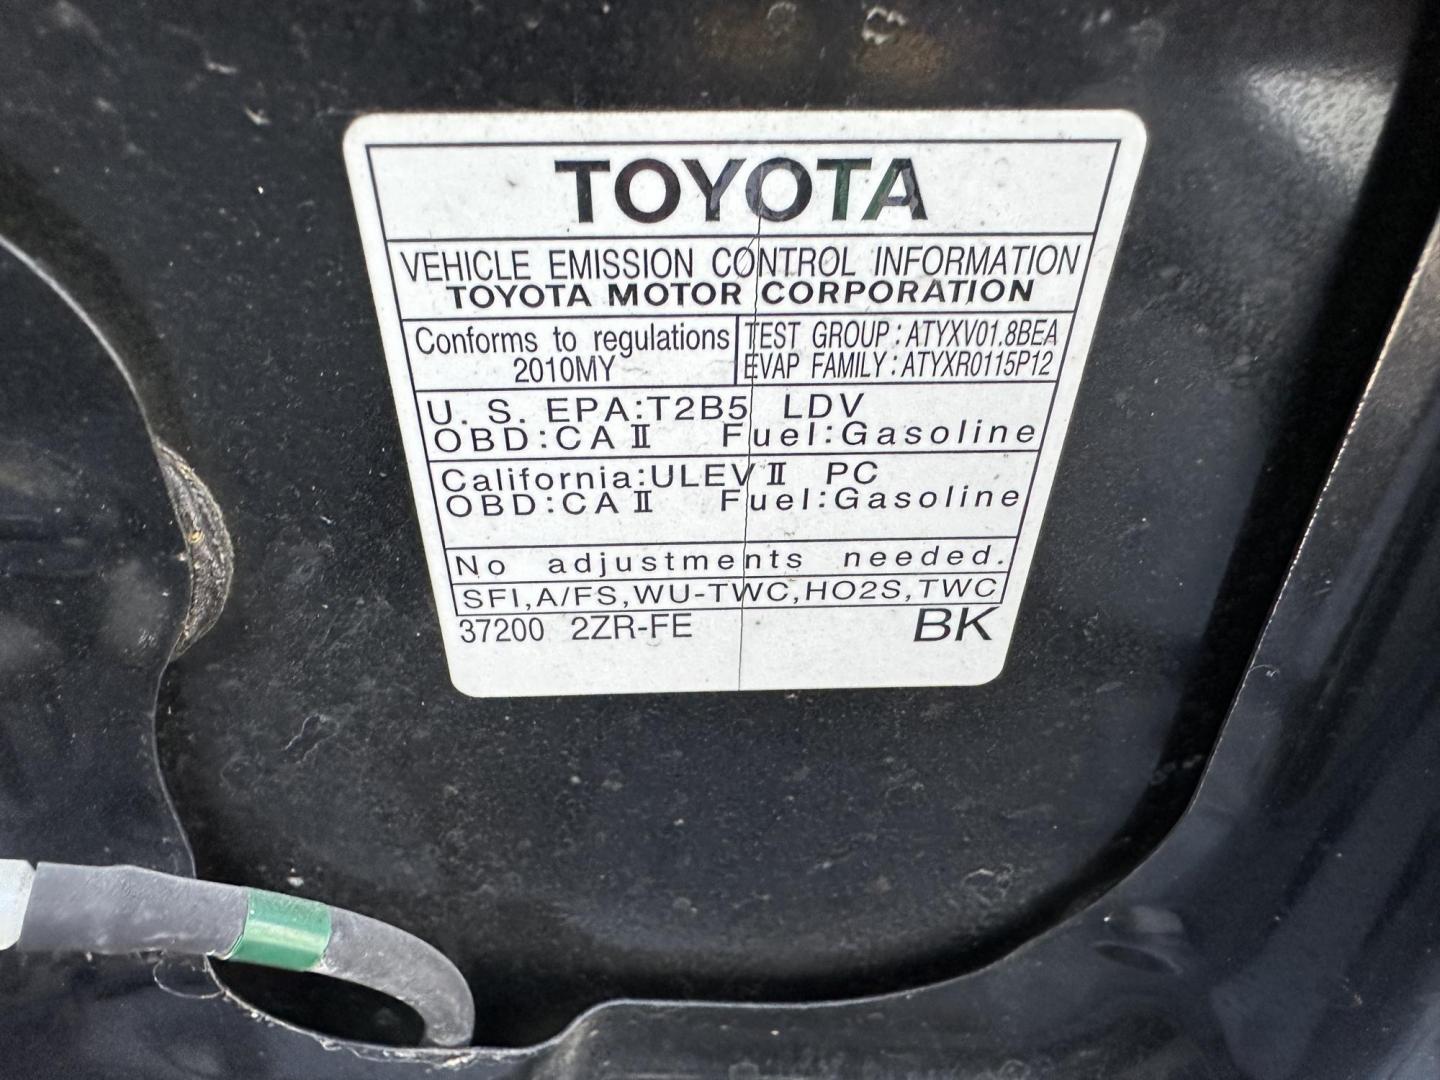 TOYOTA
VEHICLE EMISSION CONTROL INFORMATION
TOYOTA MOTOR CORPORATION
Conforms to regulations
2010MY
TEST GROUP : ATYXV01.8BEA
EVAP FAMILY : ATYXR0115P12
U. S. EPA:T2B5 LDV
OBD:CAⅡ Fuel:Gasoline
California:ULEVⅡ PC
OBD:CAⅡ Fuel:Gasoline
No adjustments needed.
SFI,A/FS,WU-TWC,HO2S,TWC
37200 2ZR-FE BK